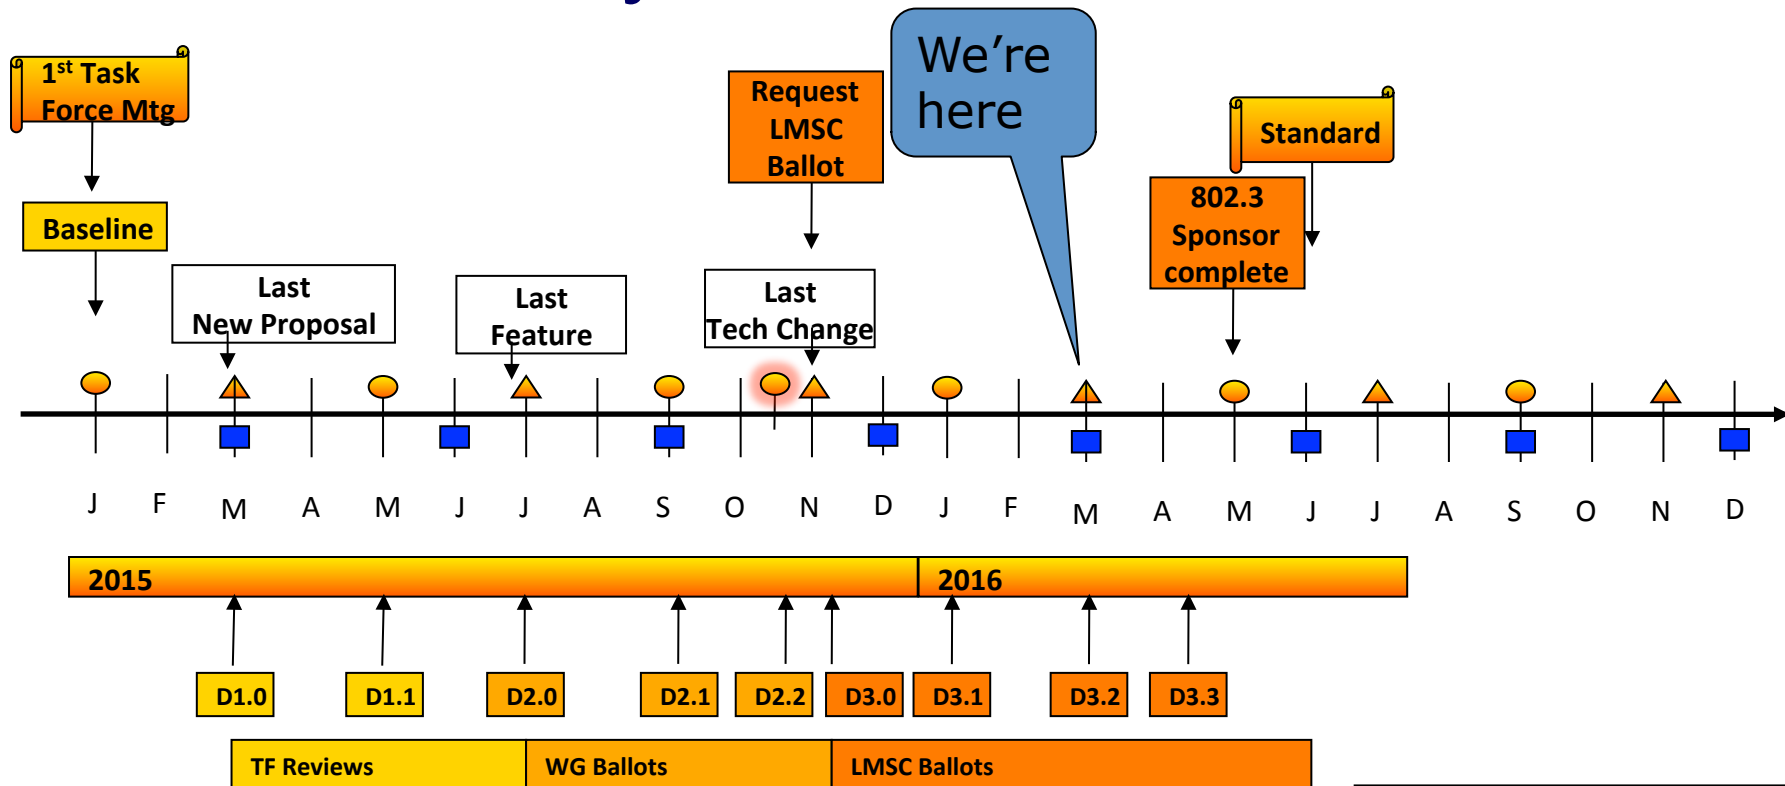 1st Task
Force Mtg
Request
LMSC
Ballot
We’re
here
Standard
Baseline
802.3
Sponsor
complete
Last
New Proposal
Last
Feature
Last
Tech Change
J F M A M J J A S O N D J F M A M J J A S O N D
2015 2016
D1.0 D1.1 D2.0 D2.1 D2.2 D3.0 D3.1 D3.2 D3.3
TF Reviews WG Ballots LMSC Ballots